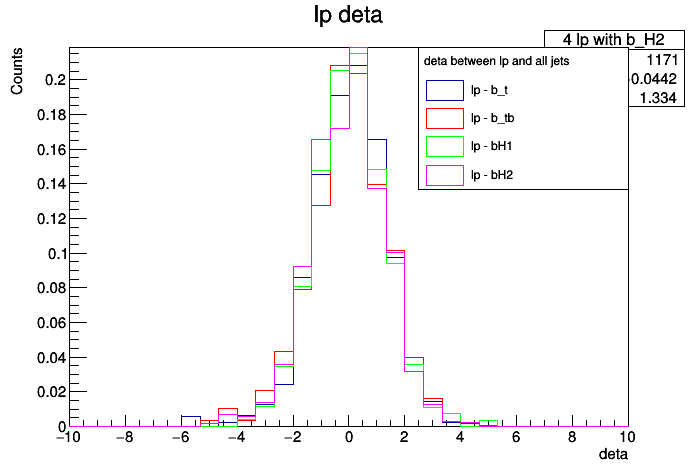 lp deta
Counts
4 lp with b_H2
1171
0.0442
1.334
deta between lp and all jets
lp - b_t
lp - b_tb
lp - bH1
lp - bH2
0.2
0.18
0.16
0.14
0.12
0.1
0.08
0.06
0.04
0.02
0
−10 −8 −6 −4 −2 0 2 4 6 8 10
deta